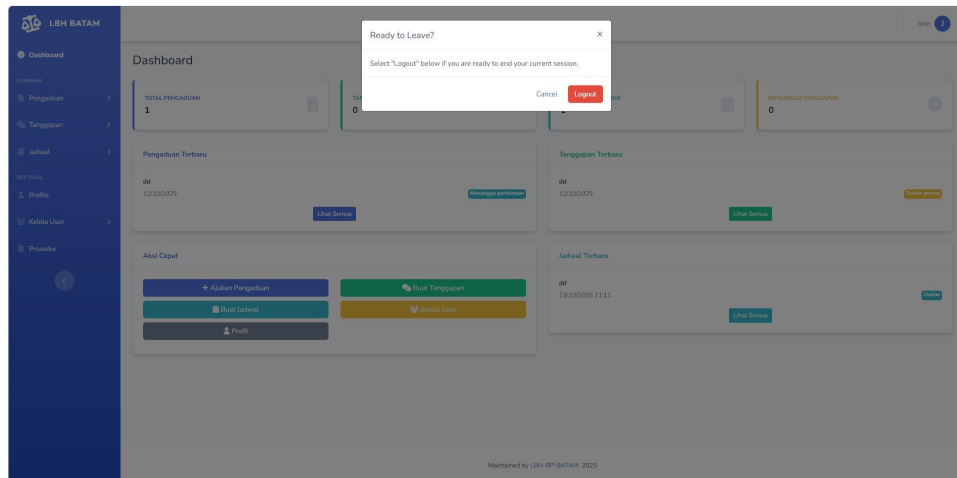 LBH BATAM
John J
Dashboard
LAYANAN
Pengaduan
Tanggapan
Jadwal
SETTINGS
Profile
Kelola User
Prosedur
Ready to Leave?
×
Select "Logout" below if you are ready to end your current session.
Cancel Logout
Dashboard
TOTAL PENGADUAN
1
0
MENUNGGU TANGGAPAN
0
Pengaduan Terbaru
dd
12/10/2025
Menunggu pertemuan
Lihat Semua
Tanggapan Terbaru
dd
12/10/2025
Lihat Semua
Aksi Cepat
+ Ajukan Pengaduan
Buat Tanggapan
Buat Jadwal
Kelola User
Profil
Jadwal Terbaru
dd
13/10/2025 11:11
Online
Lihat Semua
Maintained by LBH-BP-BATAM. 2025